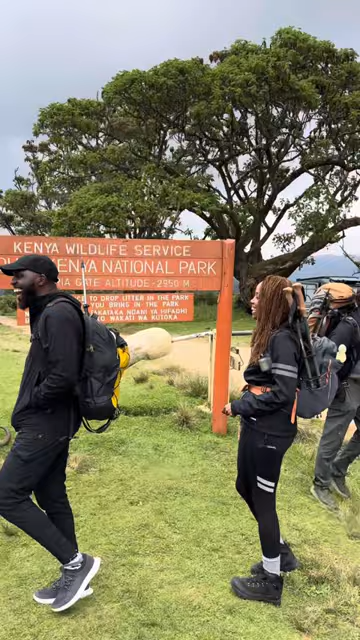 KENYA WILDLIFE SERVICE
KENYA NATIONAL PARK
GATE ALTITUDE - 2950 M
TO DROP LITTER IN THE PARK
YOU BRING IN THE PARK
TAKATAKA NDANI YA HIFADHI
WAKATI WA KUTOKA